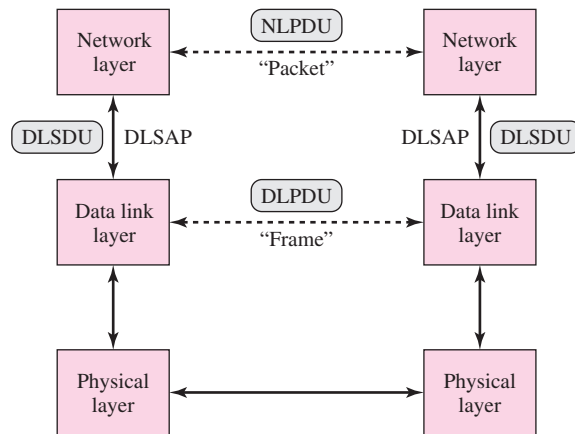 NLPDU
Network
layer
Network
layer
“Packet”
DLSDU
DLSAP
DLSAP
DLSDU
DLPDU
Data link
layer
Data link
layer
“Frame”
Physical
layer
Physical
layer